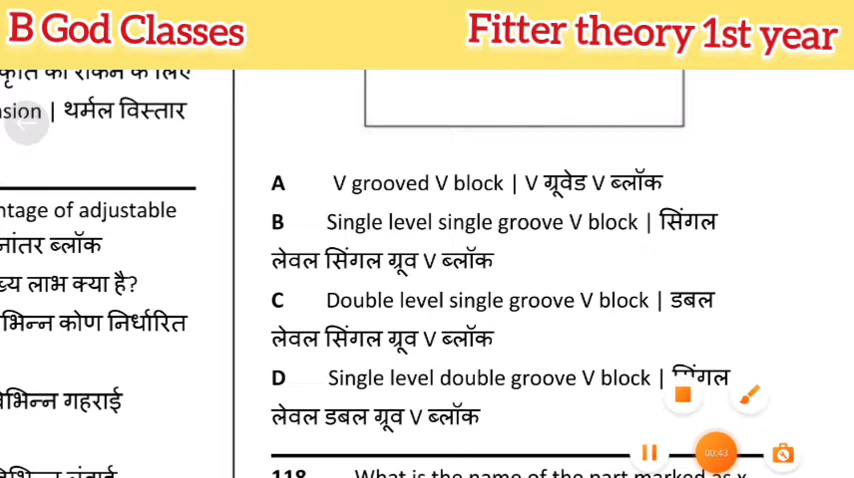 B God Classes
Fitter theory 1st year
sion | थर्मल विस्तार
ntage of adjustable
नांतर ब्लॉक
लाभ क्या है?
कोण निर्धारित
गहराई
A V grooved V block | V ग्रूवेड V ब्लॉक
B Single level single groove V block | सिंगल
लेवल सिंगल ग्रूव V ब्लॉक
C Double level single groove V block | डबल
लेवल सिंगल ग्रूव V ब्लॉक
D Single level double groove V block | सिंगल
लेवल डबल ग्रूव V ब्लॉक
00:43
118 What is the name of the part marked as x